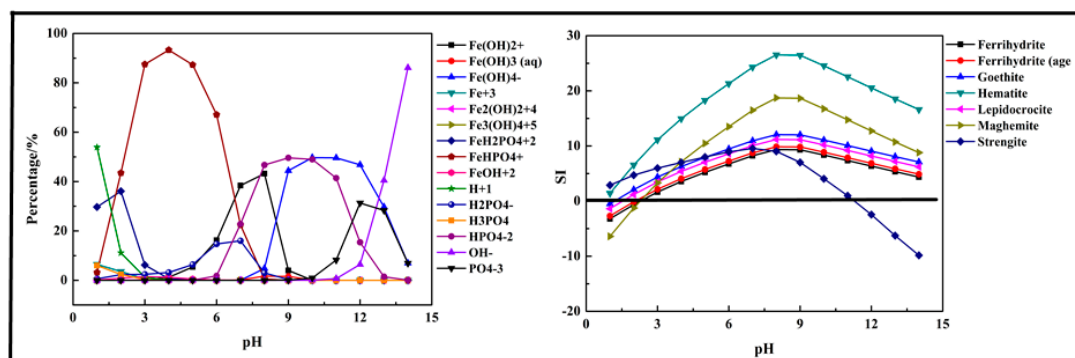 Percentage/%
100
80
60
40
20
0
0 3 6 9 12 15
pH
Fe(OH)2+
Fe(OH)3 (aq)
Fe(OH)4-
Fe+3
Fe2(OH)2+4
Fe3(OH)4+5
FeH2PO4+2
FeHPO4+
FeOH+2
H+1
H2PO4-
H3PO4
HPO4-2
OH-
PO4-3
SI
30
20
10
0
-10
-20
0 3 6 9 12 15
pH
Ferrihydrite
Ferrihydrite (age
Goethite
Hematite
Lepidocrocite
Maghemite
Strengite